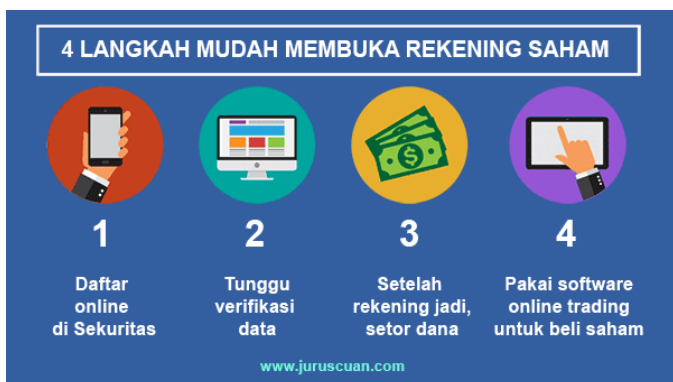 4 LANGKAH MUDAH MEMBUKA REKENING SAHAM
1
Daftar
online
di Sekuritas
2
Tunggu
verifikasi
data
3
Setelah
rekening jadi,
setor dana
4
Pakai software
online trading
untuk beli saham
www.juruscuan.com